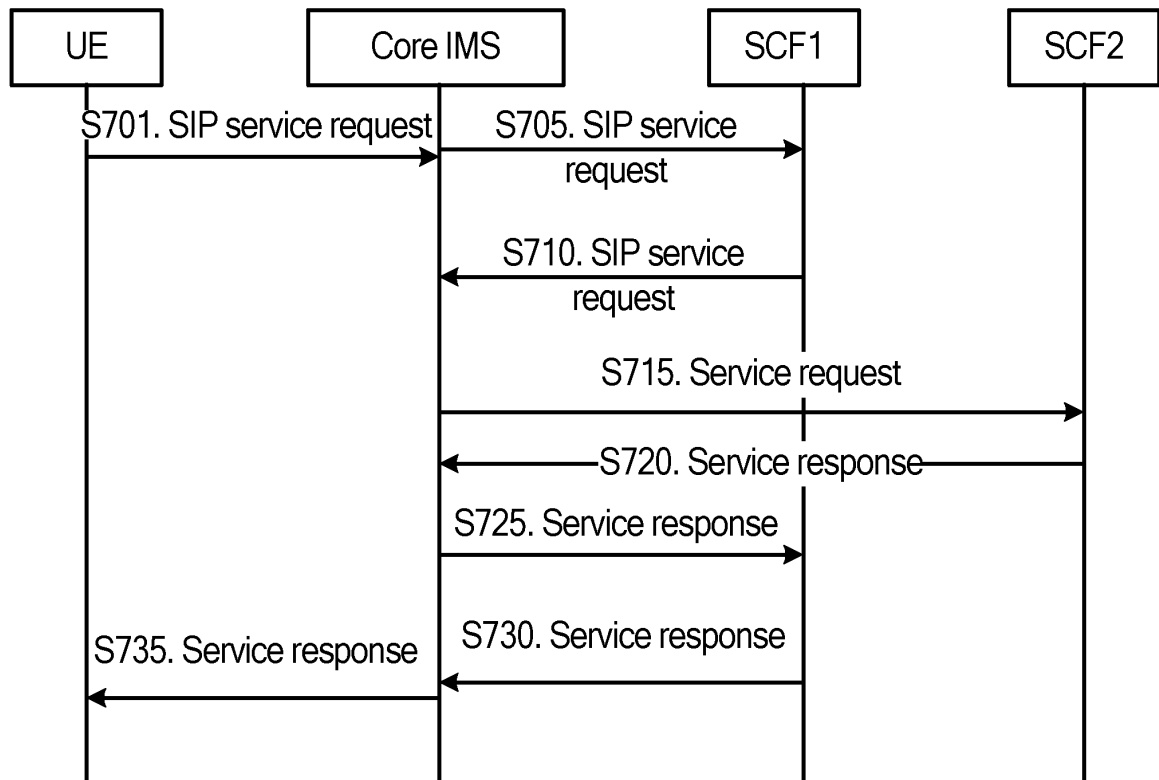 UE
Core IMS
SCF1
SCF2
S701. SIP service request
S705. SIP service
request
S710. SIP service
request
S715. Service request
S720. Service response
S725. Service response
S730. Service response
S735. Service response